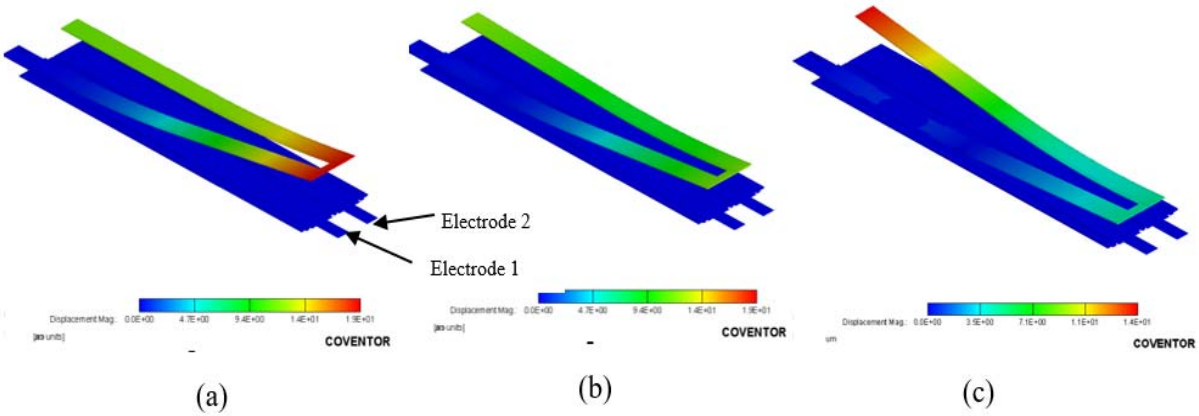 Electrode 2
Electrode 1
Displacement Mag.: 0.0E+00 4.7E+00 9.4E+00 1.4E+01 1.9E+01
units]
COVENTOR
Displacement Mag.: 0.0E+00 4.7E+00 9.4E+00 1.4E+01 1.9E+01
units]
COVENTOR
Displacement Mag.: 0.0E+00 3.5E+00 7.1E+00 1.1E+01 1.4E+01
um
COVENTOR
(a)
(b)
(c)